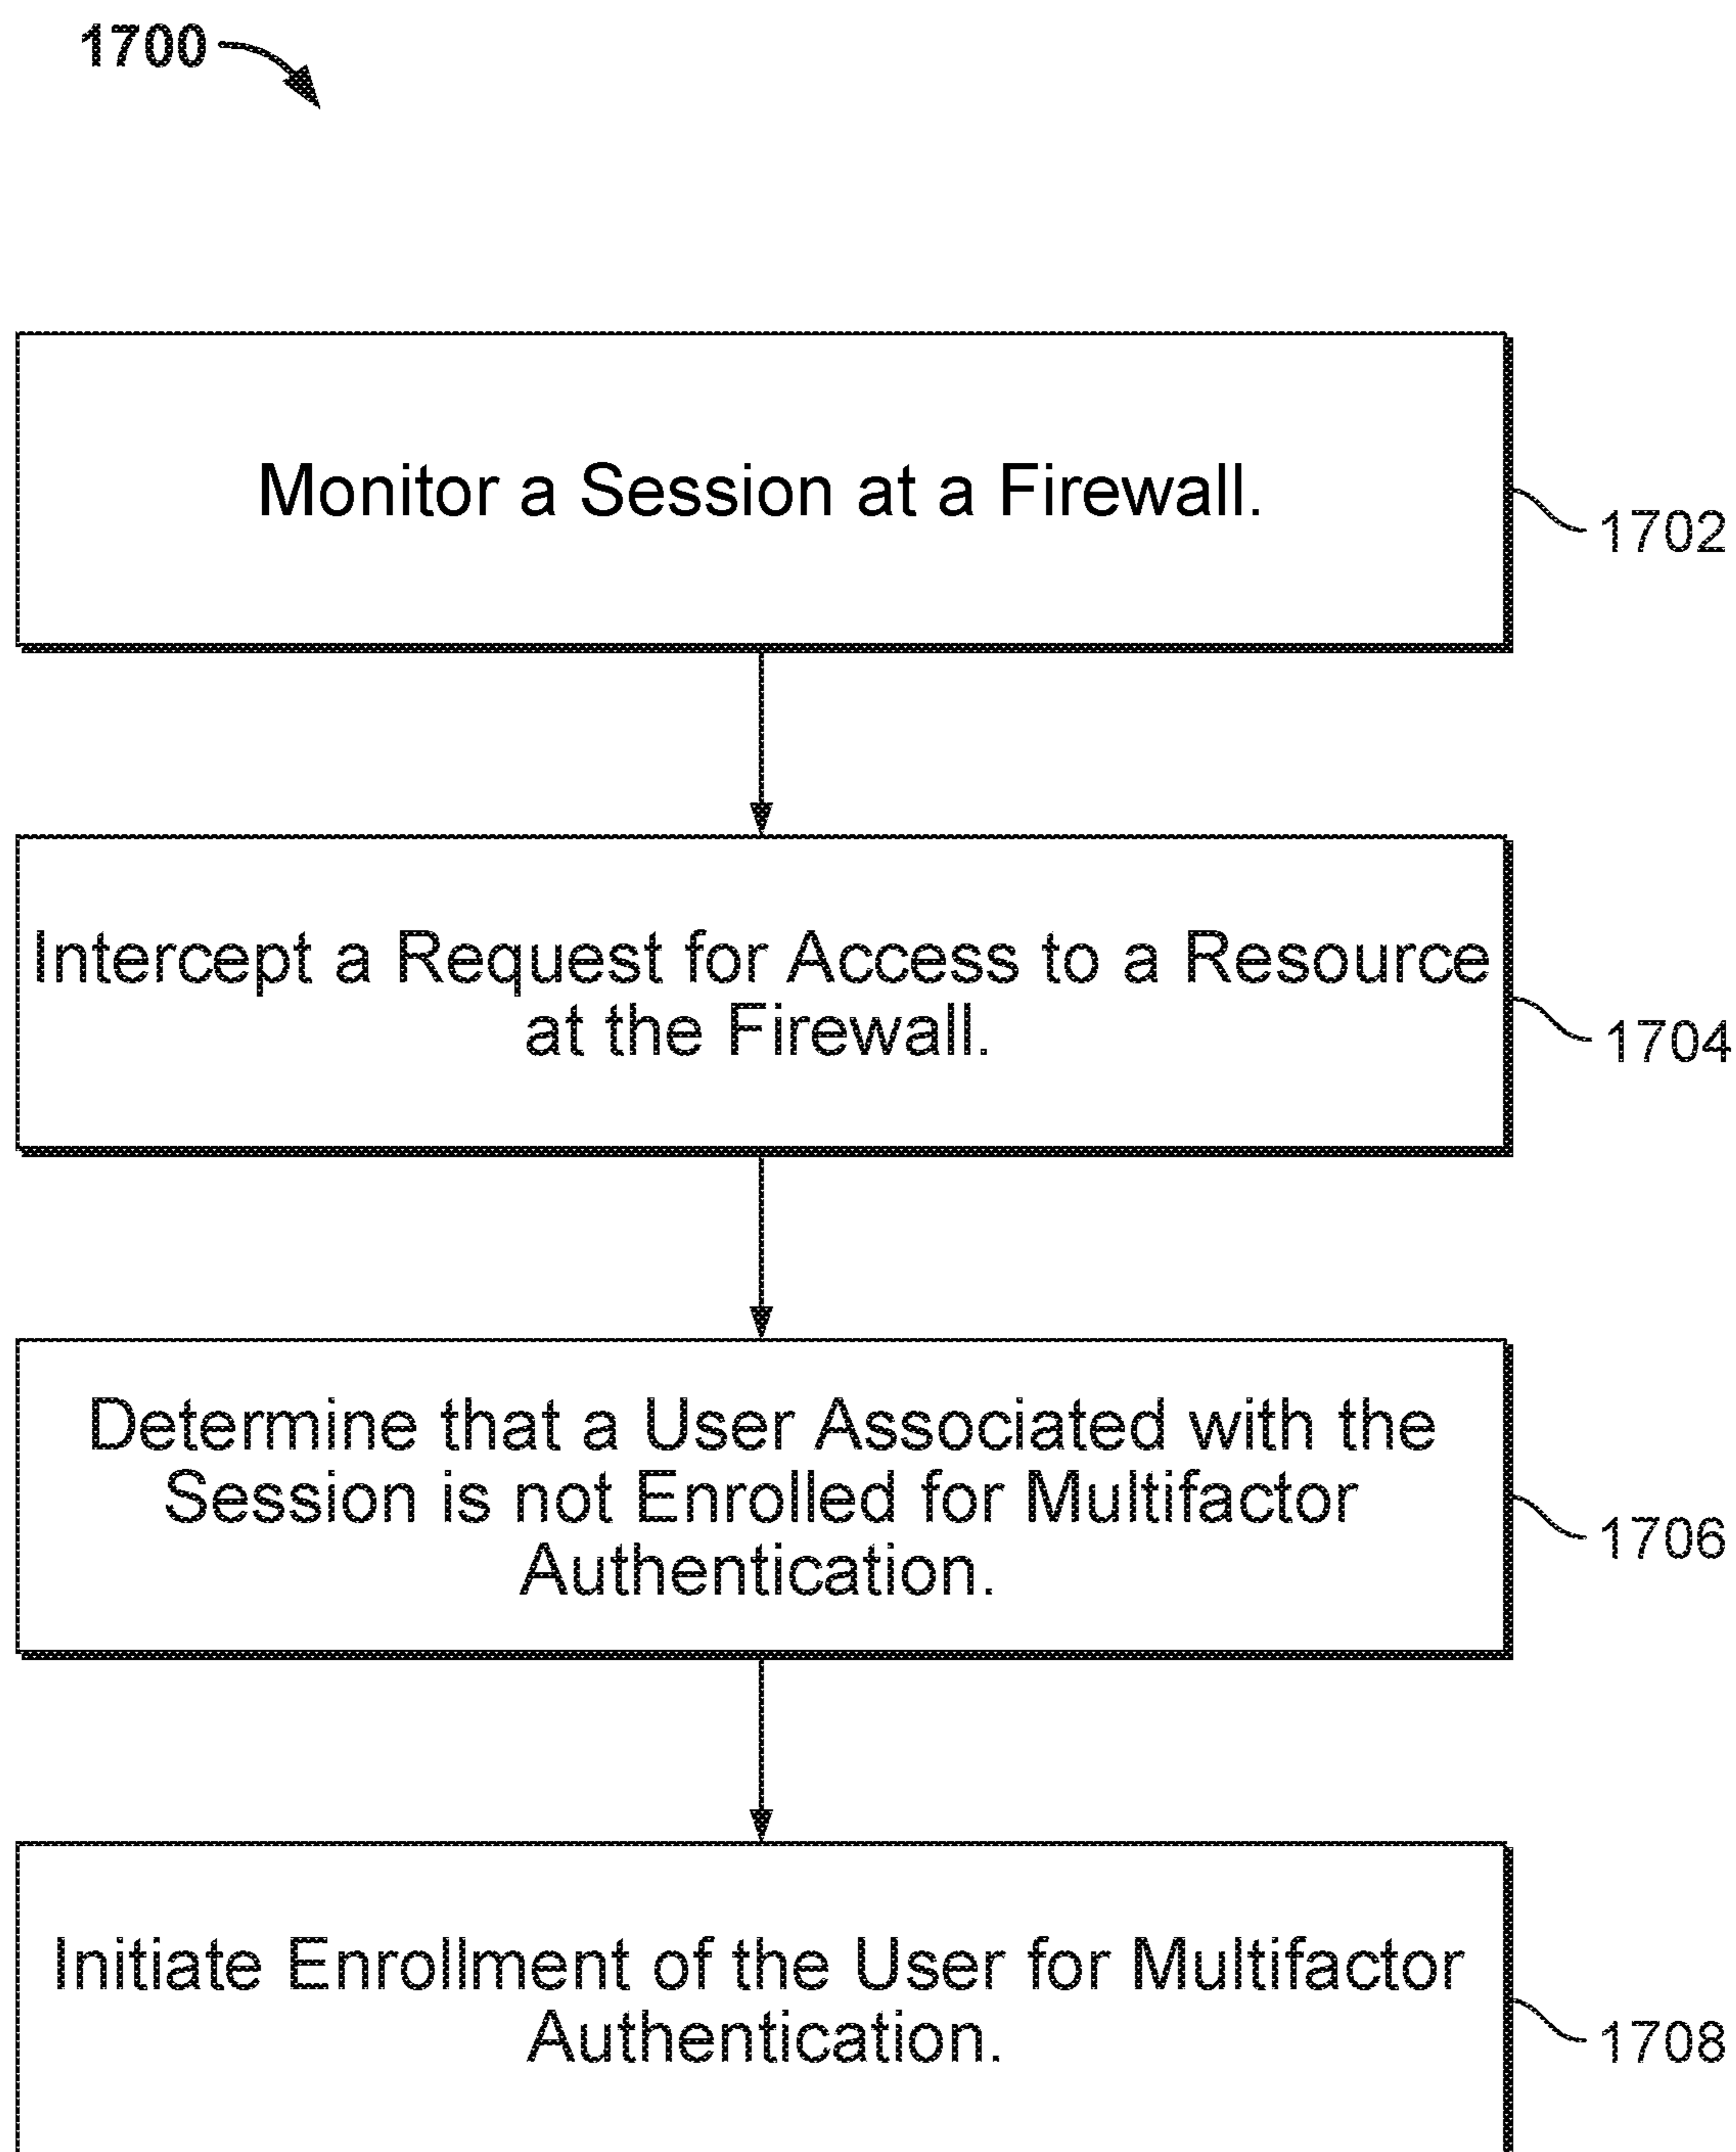 1700
Monitor a Session at a Firewall.
1702
Intercept a Request for Access to a Resource
at the Firewall.
1704
Determine that a User Associated with the
Session is not Enrolled for Multifactor
Authentication.
1706
Initiate Enrollment of the User for Multifactor
Authentication.
1708